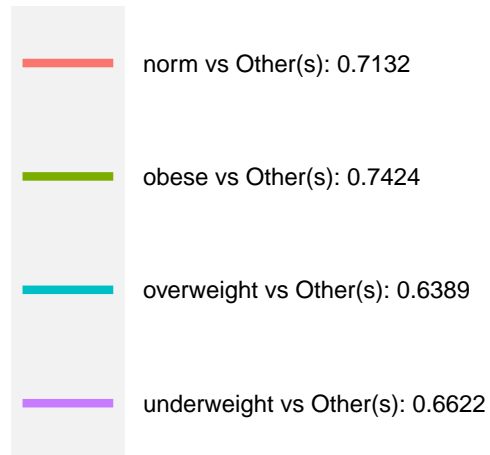 norm vs Other(s): 0.7132
obese vs Other(s): 0.7424
overweight vs Other(s): 0.6389
underweight vs Other(s): 0.6622